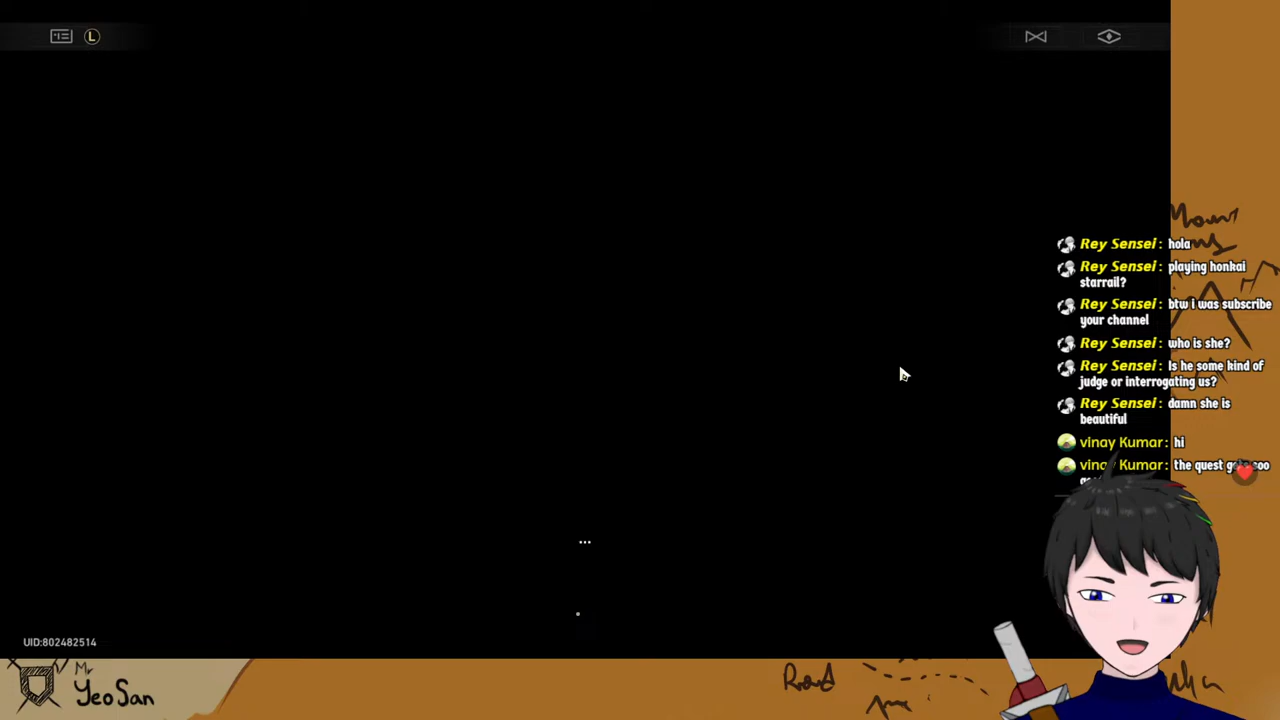 L
Rey Sensei: hola
Rey Sensei: playing honkai
starrail?
Rey Sensei: btw i was subscribe
your channel
Rey Sensei: who is she?
Rey Sensei: Is he some kind of
judge or interrogating us?
Rey Sensei: damn she is
beautiful
vinay Kumar: hi
vinay Kumar: the quest
...
UID:802482514
Mr
YeoSan